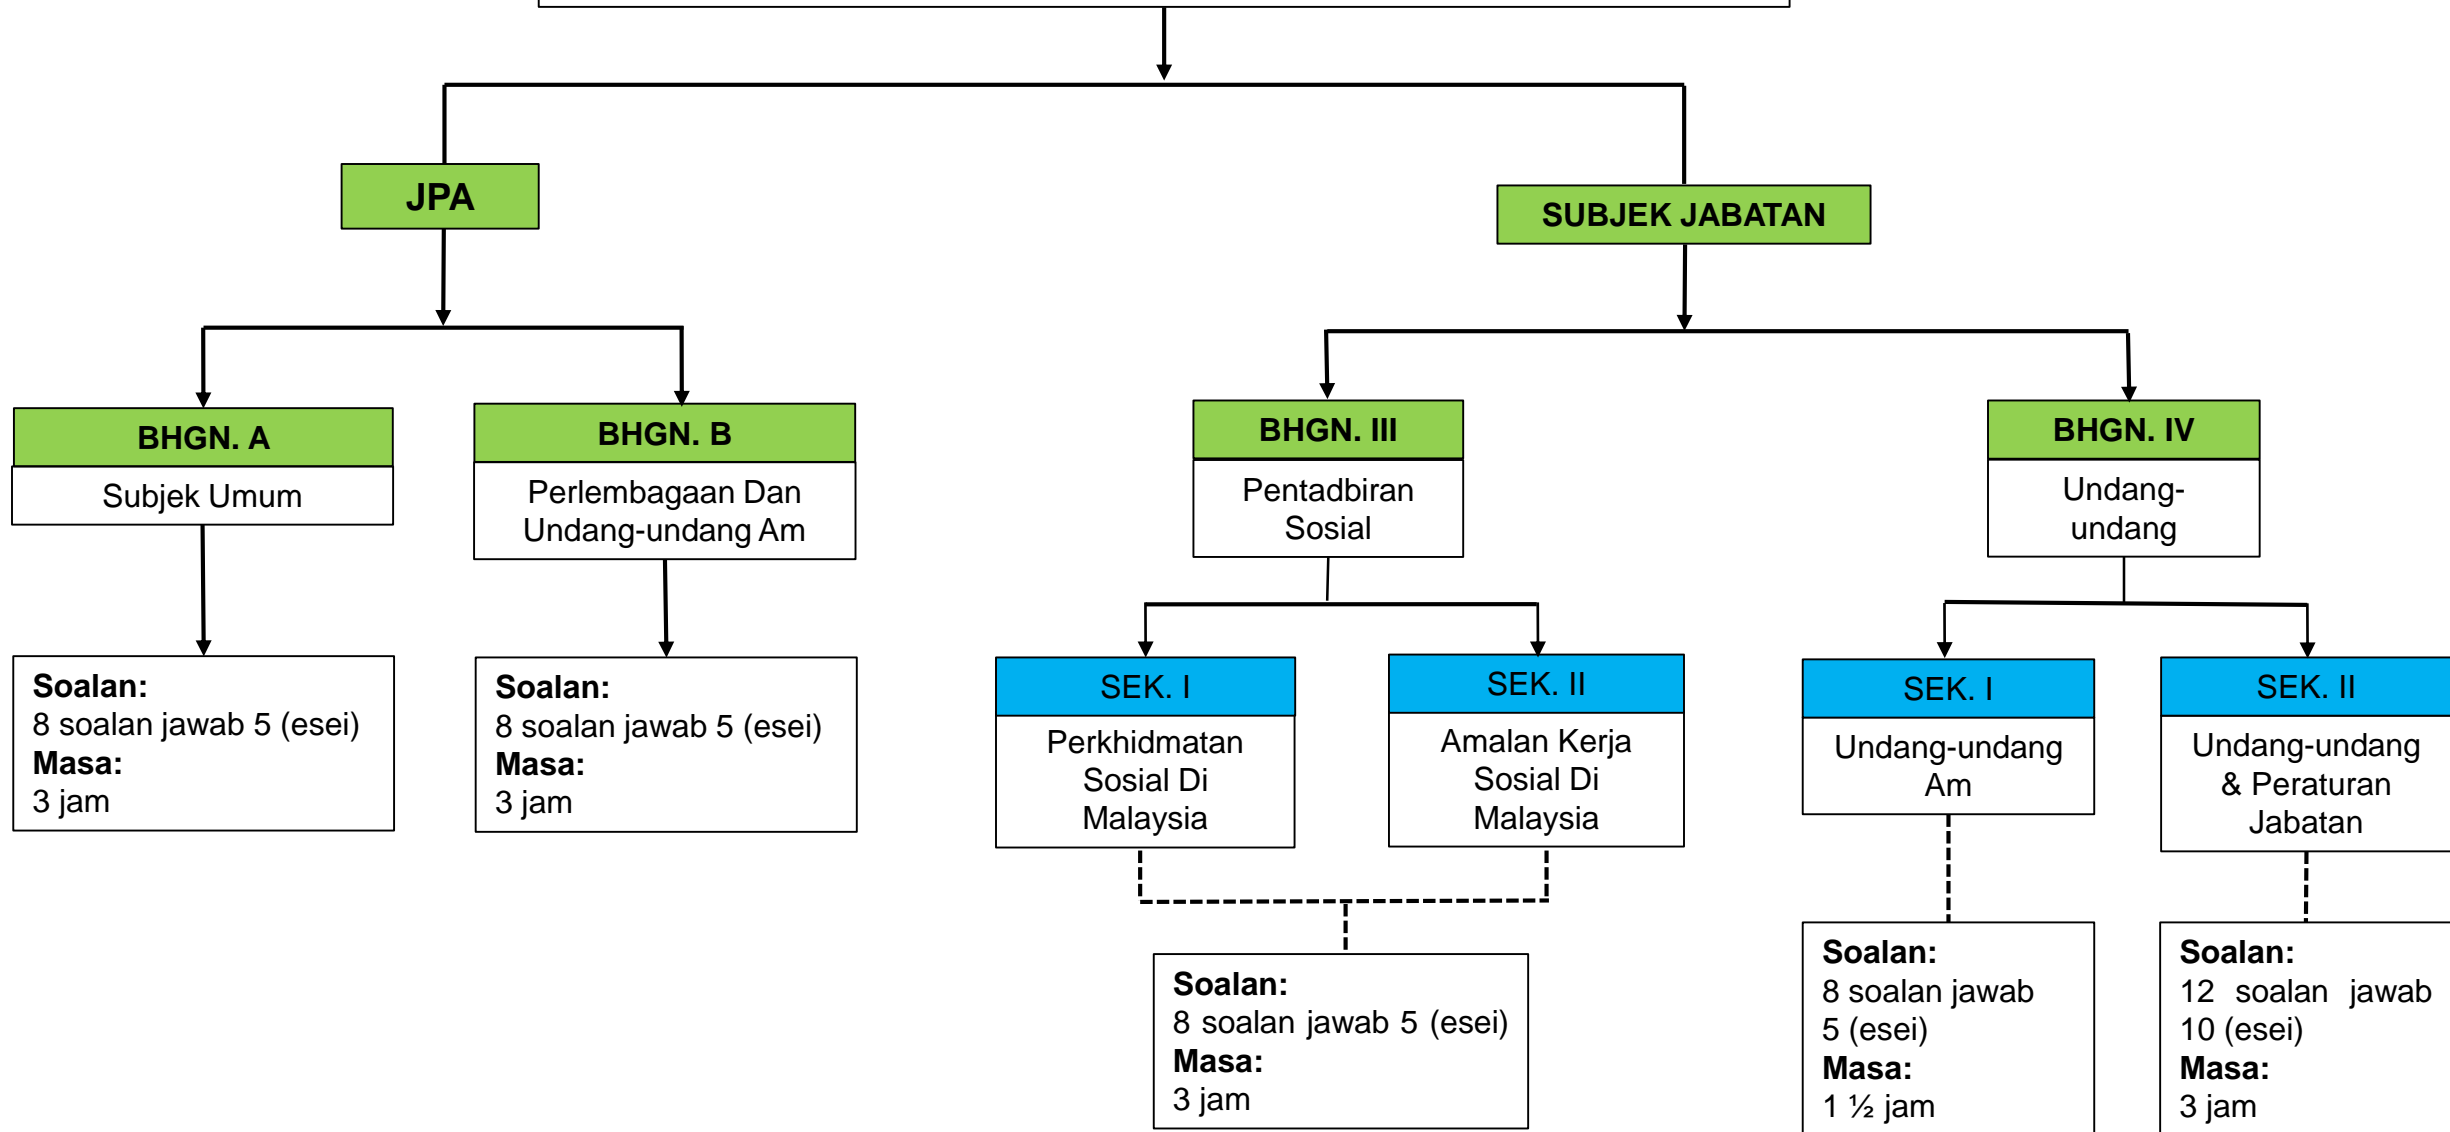 JPA
SUBJEK JABATAN
BHGN. A
Subjek Umum
BHGN. B
Perlembagaan Dan
Undang-undang Am
BHGN. III
Pentadbiran
Sosial
BHGN. IV
Undang-
undang
Soalan:
8 soalan jawab 5 (esei)
Masa:
3 jam
Soalan:
8 soalan jawab 5 (esei)
Masa:
3 jam
SEK. I
Perkhidmatan
Sosial Di
Malaysia
SEK. II
Amalan Kerja
Sosial Di
Malaysia
SEK. I
Undang-undang
Am
SEK. II
Undang-undang
& Peraturan
Jabatan
Soalan:
8 soalan jawab 5 (esei)
Masa:
3 jam
Soalan:
8 soalan jawab
5 (esei)
Masa:
1 ½ jam
Soalan:
12 soalan jawab
10 (esei)
Masa:
3 jam